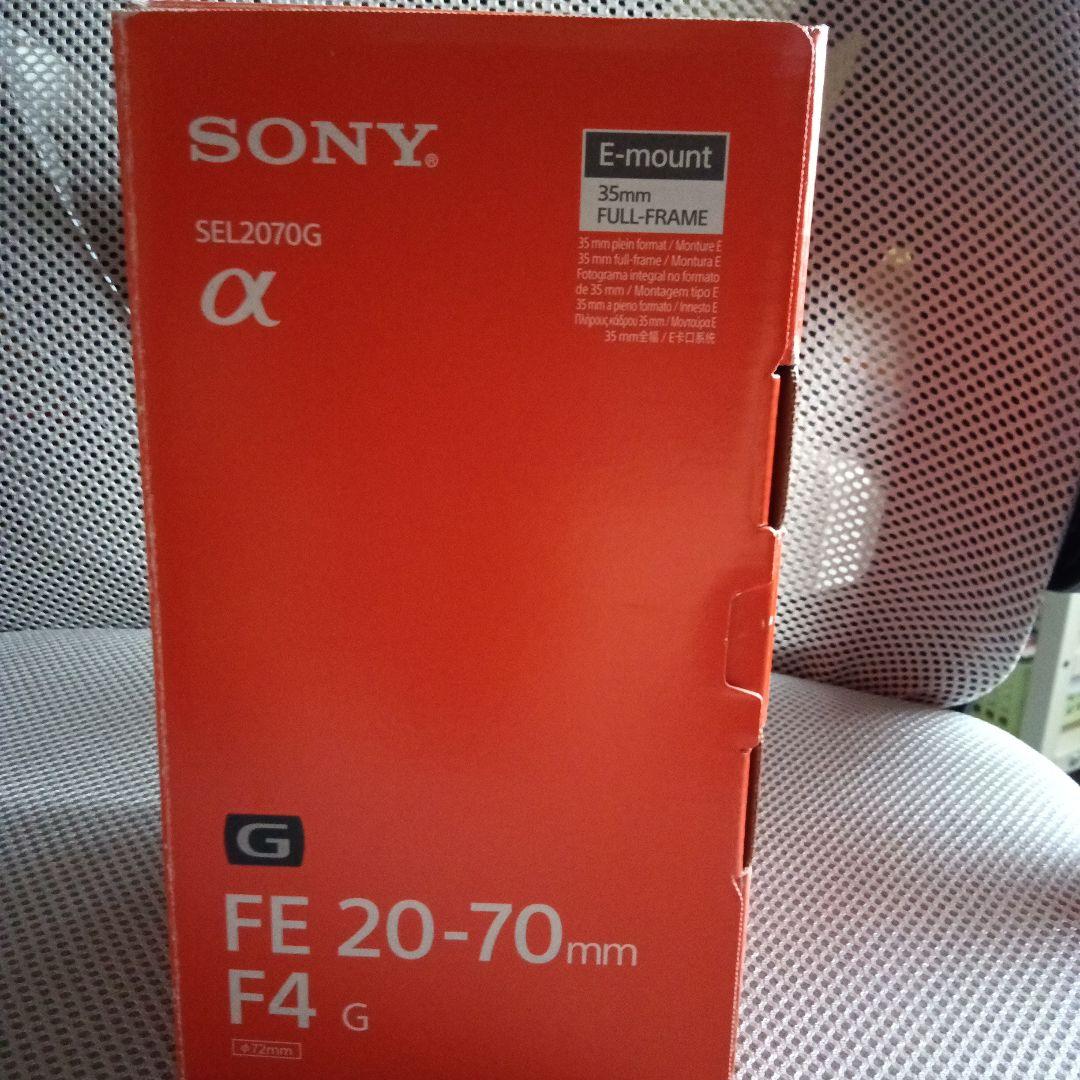 SONY®
SEL2070G
α
E-mount
35mm
FULL-FRAME
35 mm plein format / Monture E
35 mm full-frame / Montura E
Fotograma integral no formato
de 35 mm / Montagem tipo E
35 mm a pieno formato / Innesto E
Πλήρους κάδρου 35 mm / Μοντούρα E
35 mm全幅 / E卡口系统
G
FE 20-70mm
F4 G
φ72mm